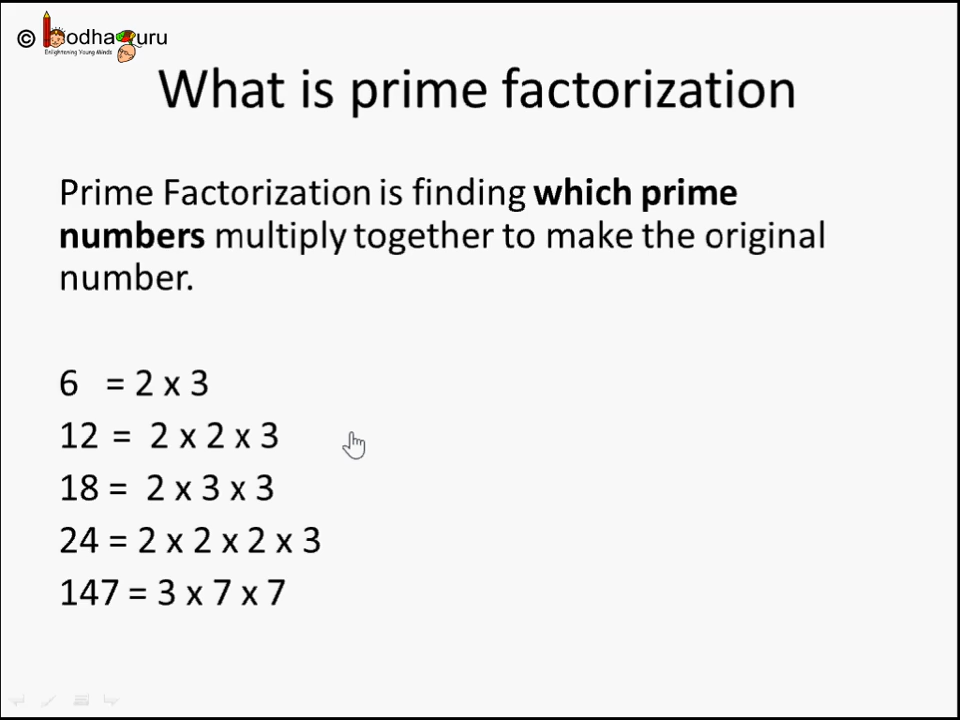 © BodhaGuru
Enlightening Young Minds
What is prime factorization
Prime Factorization is finding which prime
numbers multiply together to make the original
number.
6 = 2 x 3
12 = 2 x 2 x 3
18 = 2 x 3 x 3
24 = 2 x 2 x 2 x 3
147 = 3 x 7 x 7